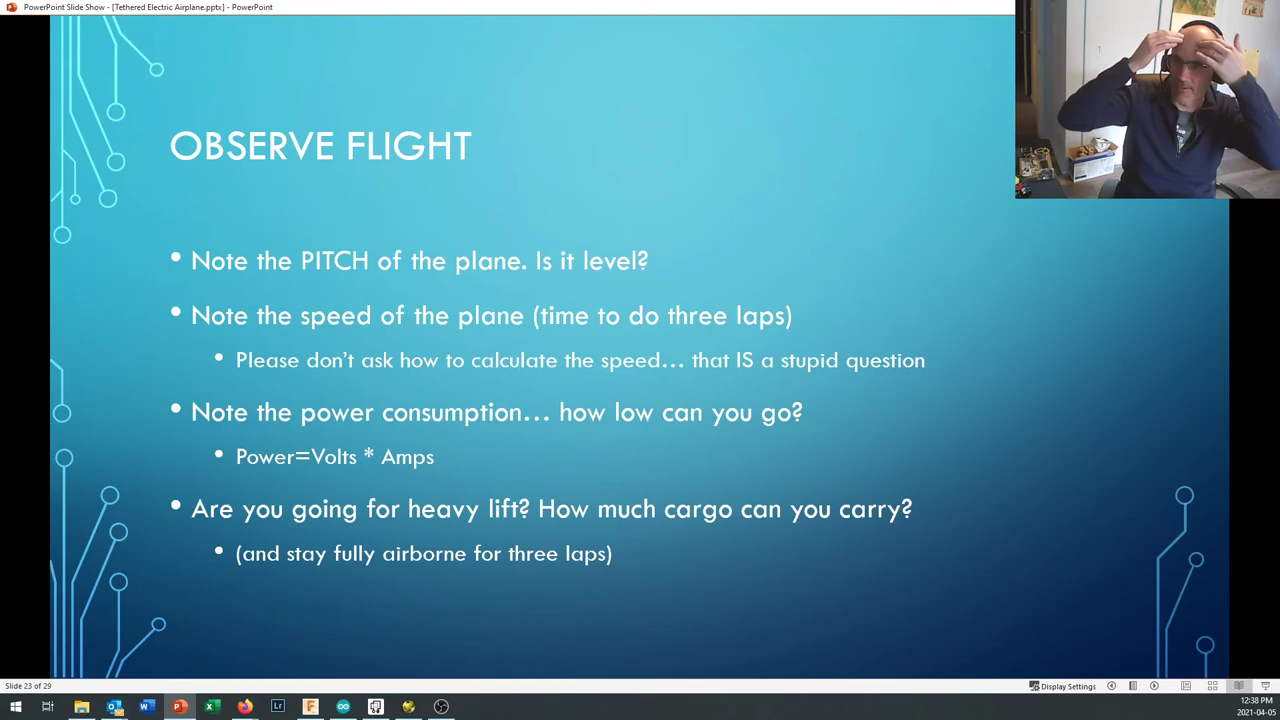 PowerPoint Slide Show - [Tethered Electric Airplane.pptx] - PowerPoint
OBSERVE FLIGHT
• Note the PITCH of the plane. Is it level?
• Note the speed of the plane (time to do three laps)
• Please don't ask how to calculate the speed... that IS a stupid question
• Note the power consumption... how low can you go?
• Power=Volts * Amps
• Are you going for heavy lift? How much cargo can you carry?
• (and stay fully airborne for three laps)
Slide 23 of 29
Display Settings
12:38 PM
2021-04-05